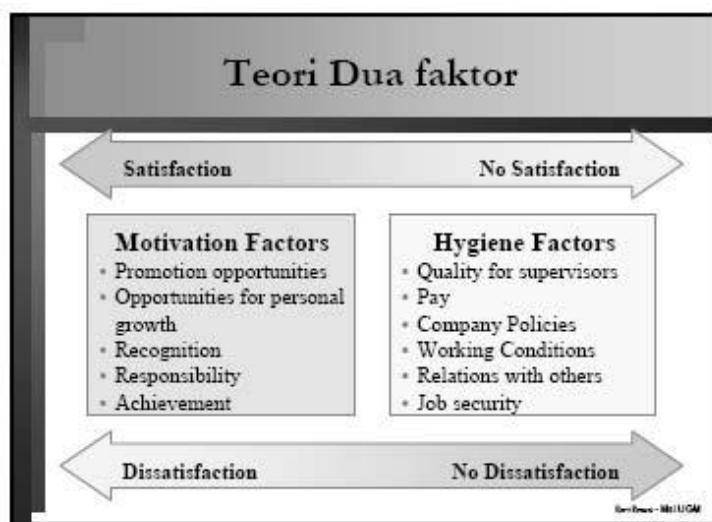 Teori Dua faktor
Satisfaction No Satisfaction
Motivation Factors
• Promotion opportunities
• Opportunities for personal
growth
• Recognition
• Responsibility
• Achievement
Hygiene Factors
• Quality for supervisors
• Pay
• Company Policies
• Working Conditions
• Relations with others
• Job security
Dissatisfaction No Dissatisfaction
UGM